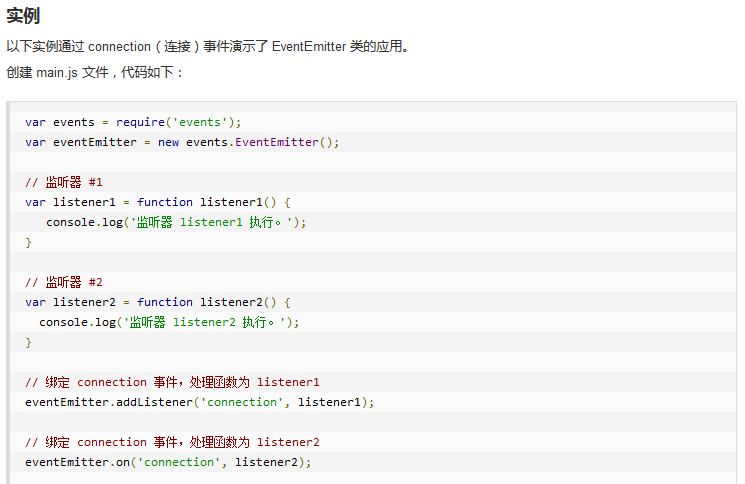 实例
以下实例通过 connection（连接）事件演示了 EventEmitter 类的应用。
创建 main.js 文件，代码如下：
var events = require('events');
var eventEmitter = new events.EventEmitter();
// 监听器 #1
var listener1 = function listener1() {
   console.log('监听器 listener1 执行。');
}
// 监听器 #2
var listener2 = function listener2() {
  console.log('监听器 listener2 执行。');
}
// 绑定 connection 事件，处理函数为 listener1
eventEmitter.addListener('connection', listener1);
// 绑定 connection 事件，处理函数为 listener2
eventEmitter.on('connection', listener2);